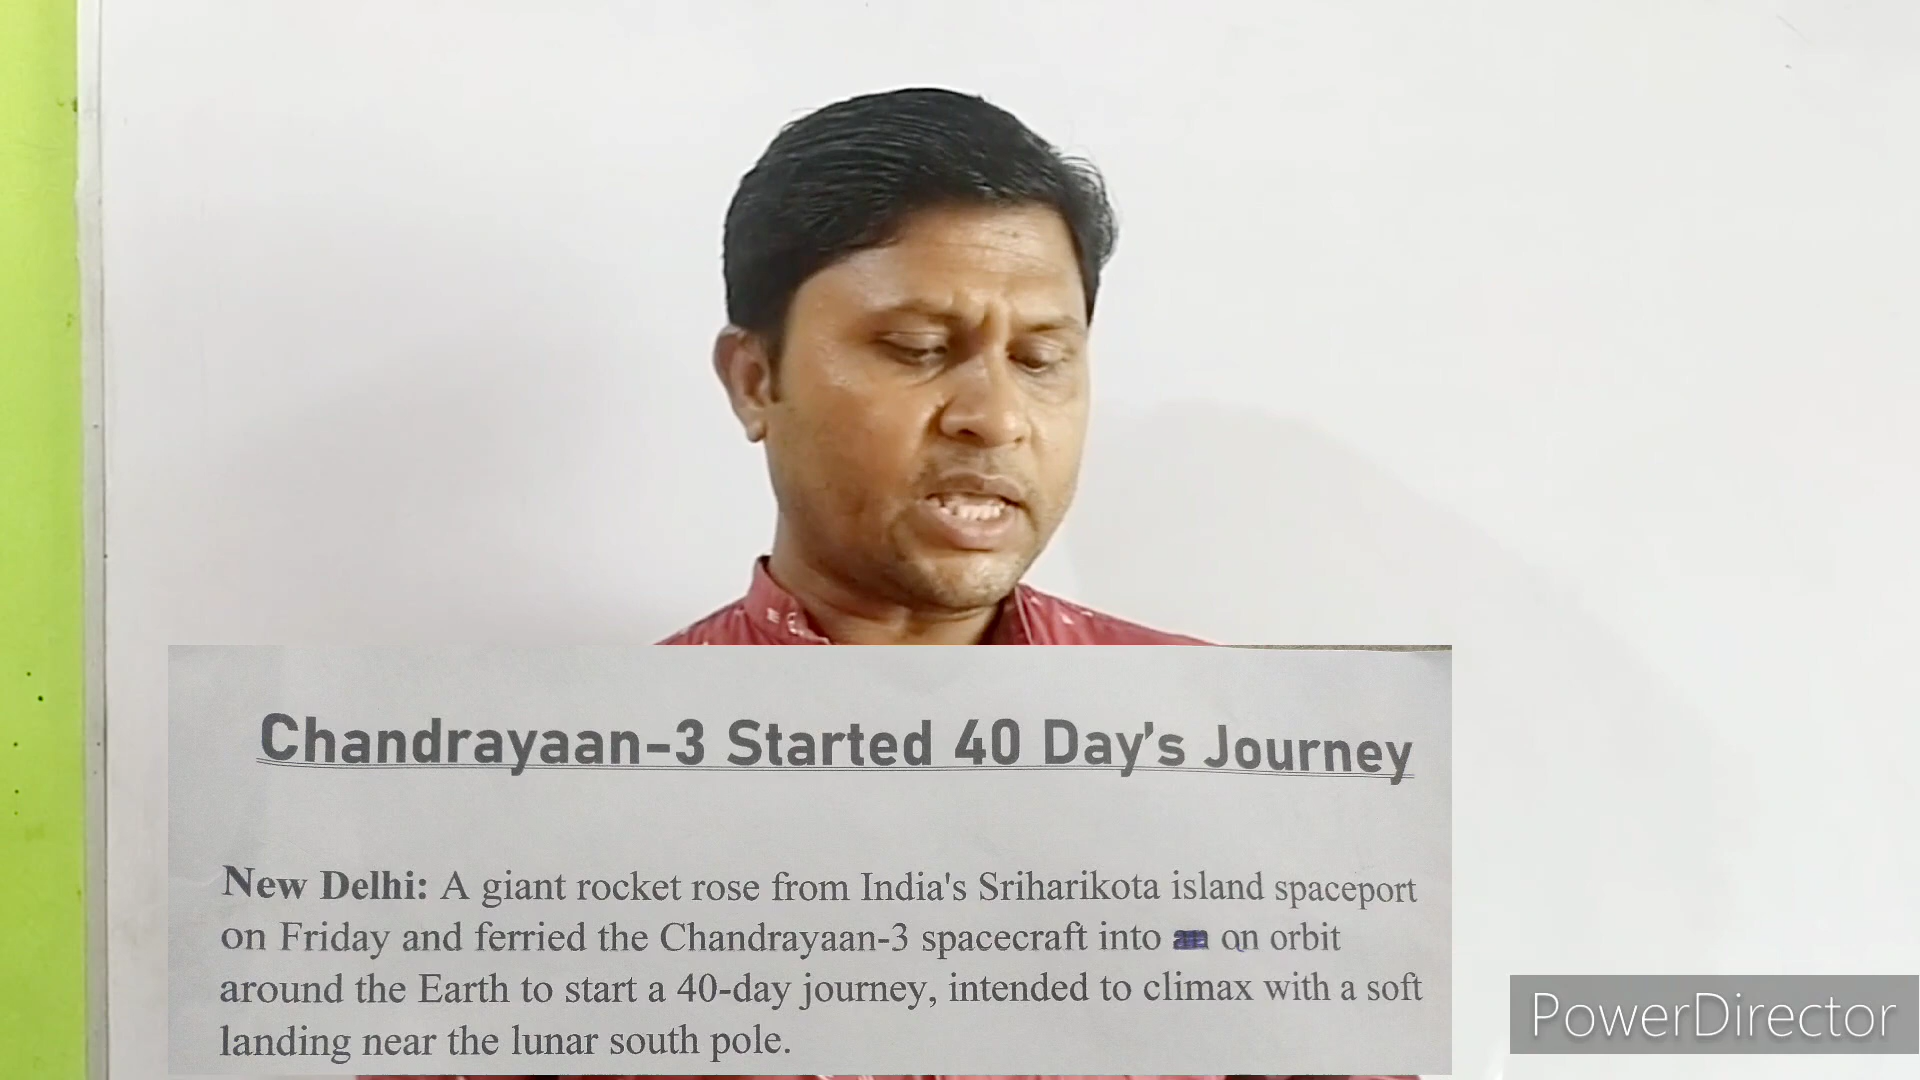 Chandrayaan-3 Started 40 Day's Journey
New Delhi: A giant rocket rose from India's Sriharikota island spaceport
on Friday and ferried the Chandrayaan-3 spacecraft into on orbit
around the Earth to start a 40-day journey, intended to climax with a soft
landing near the lunar south pole.
PowerDirector